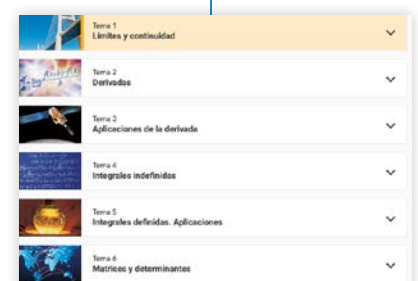 Tema 1
Límites y continuidad
Tema 2
Derivadas
Tema 3
Aplicaciones de la derivada
Tema 4
Integrales indefinidas
Tema 5
Integrales definidas. Aplicaciones
Tema 6
Matrices y determinantes